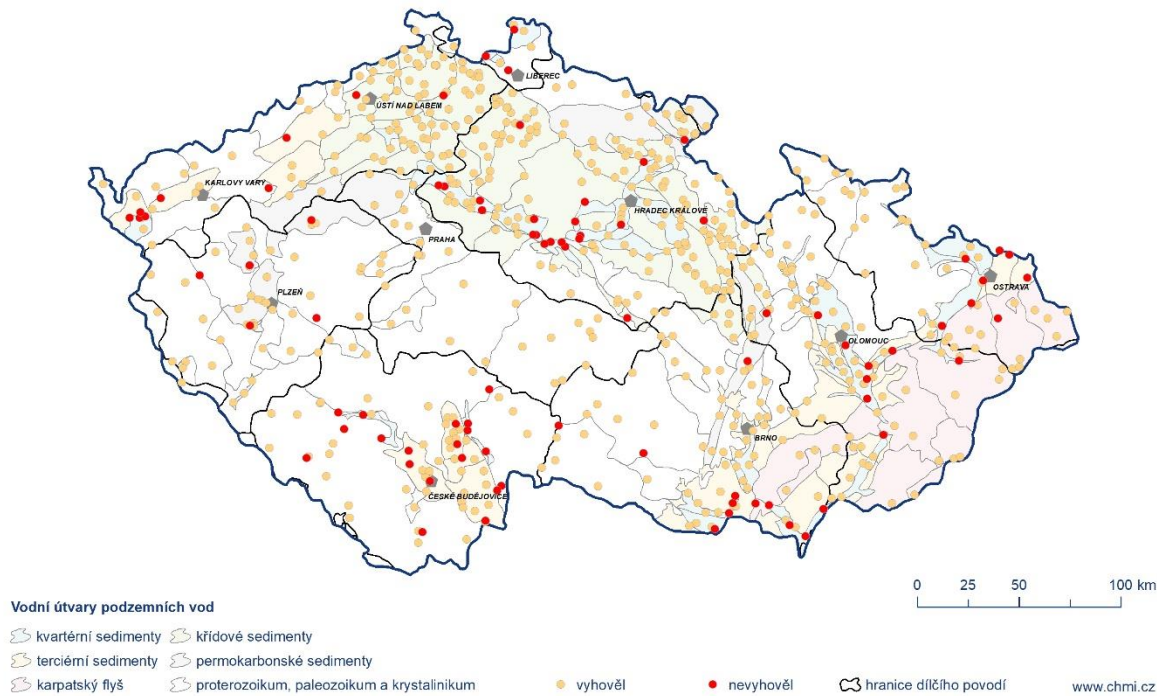 LIBEREC
ÚSTÍ NAD LABEM
KARLOVY VARY
HRADEC KRÁLOVÉ
PRAHA
OSTRAVA
PLZEŇ
OLOMOUC
BRNO
ČESKÉ BUDĚJOVICE
0 25 50 100 km
Vodní útvary podzemních vod
kvartérní sedimenty křídové sedimenty
terciérní sedimenty permokarbonské sedimenty
karpatský flyš proterozoikum, paleozoikum a krystalinikum vyhověl nevyhověl hranice dílčího povodí www.chmi.cz